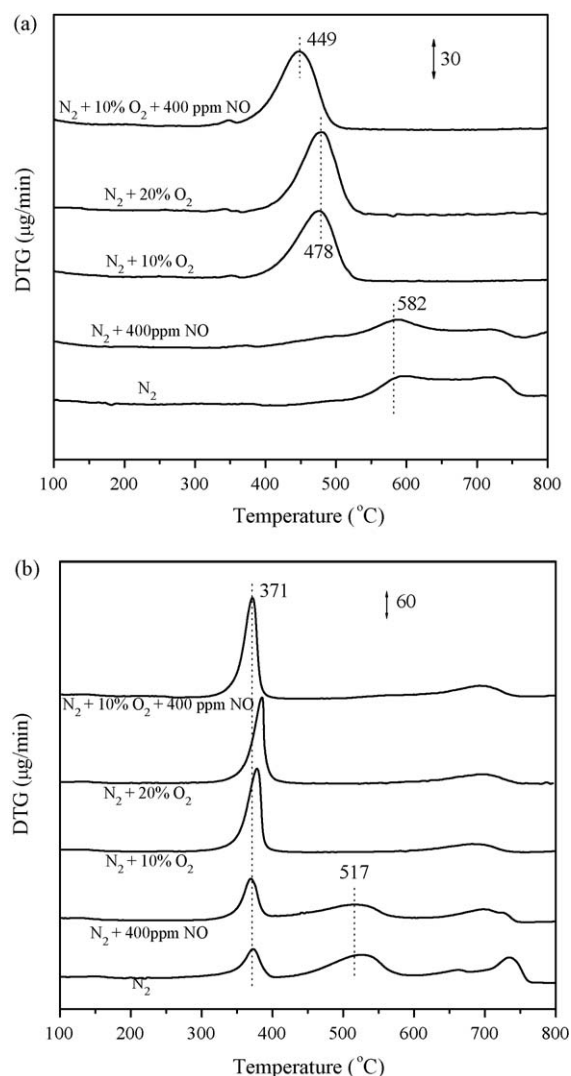 (a)
449
30
N2 + 10% O2 + 400 ppm NO
N2 + 20% O2
N2 + 10% O2
478
582
N2 + 400ppm NO
N2
DTG (μg/min)
100 200 300 400 500 600 700 800
Temperature (°C)
(b)
371
60
N2 + 10% O2 + 400 ppm NO
N2 + 20% O2
N2 + 10% O2
517
N2 + 400ppm NO
N2
DTG (μg/min)
100 200 300 400 500 600 700 800
Temperature (°C)